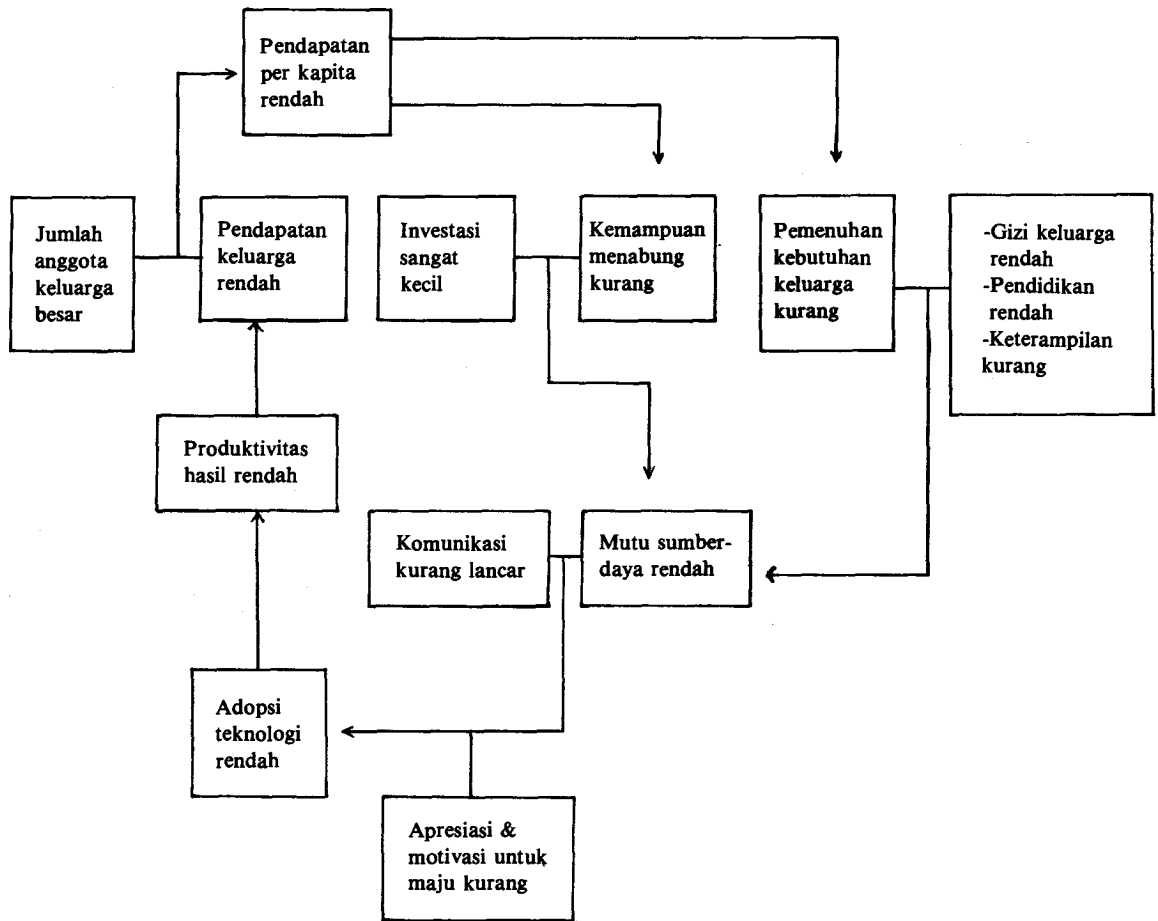 Pendapatan
per kapita
rendah
Jumlah
anggota
keluarga
besar
Pendapatan
keluarga
rendah
Investasi
sangat
kecil
Kemampuan
menabung
kurang
Pemenuhan
kebutuhan
keluarga
kurang
-Gizi keluarga
rendah
-Pendidikan
rendah
-Keterampilan
kurang
Produktivitas
hasil rendah
Komunikasi
kurang lancar
Mutu sumber-
daya rendah
Adopsi
teknologi
rendah
Apresiasi &
motivasi untuk
maju kurang